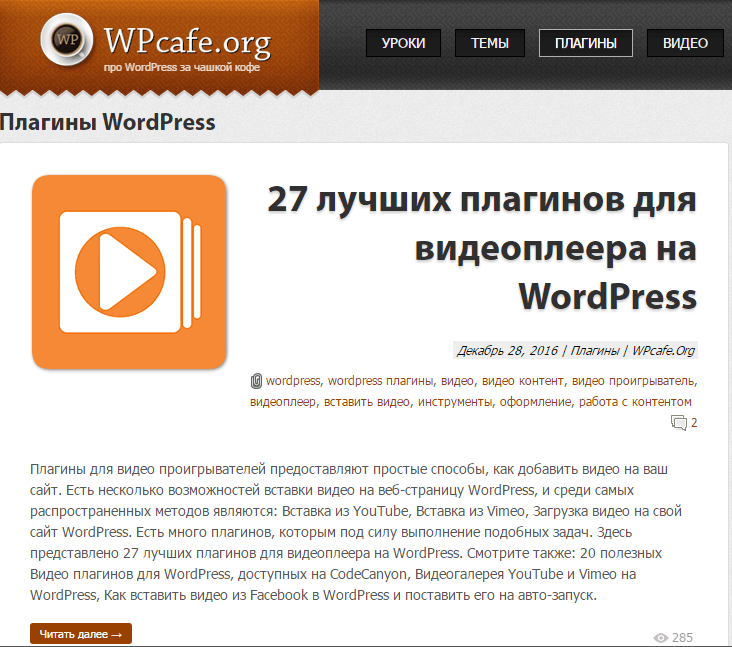 WP
WPcafe.org
про WordPress за чашкой кофе
УРОКИ
ТЕМЫ
ПЛАГИНЫ
ВИДЕО
Плагины WordPress
27 лучших плагинов для
видеоплеера на
WordPress
Декабрь 28, 2016 | Плагины | WPcafe.Org
wordpress, wordpress плагины, видео, видео контент, видео проигрыватель,
видеоплеер, вставить видео, инструменты, оформление, работа с контентом
2
Плагины для видео проигрывателей предоставляют простые способы, как добавить видео на ваш
сайт. Есть несколько возможностей вставки видео на веб-страницу WordPress, и среди самых
распространенных методов являются: Вставка из YouTube, Вставка из Vimeo, Загрузка видео на свой
сайт WordPress. Есть много плагинов, которым под силу выполнение подобных задач. Здесь
представлено 27 лучших плагинов для видеоплеера на WordPress. Смотрите также: 20 полезных
Видео плагинов для WordPress, доступных на CodeCanyon, Видеогалерея YouTube и Vimeo на
WordPress, Как вставить видео из Facebook в WordPress и поставить его на авто-запуск.
Читать далее →
285